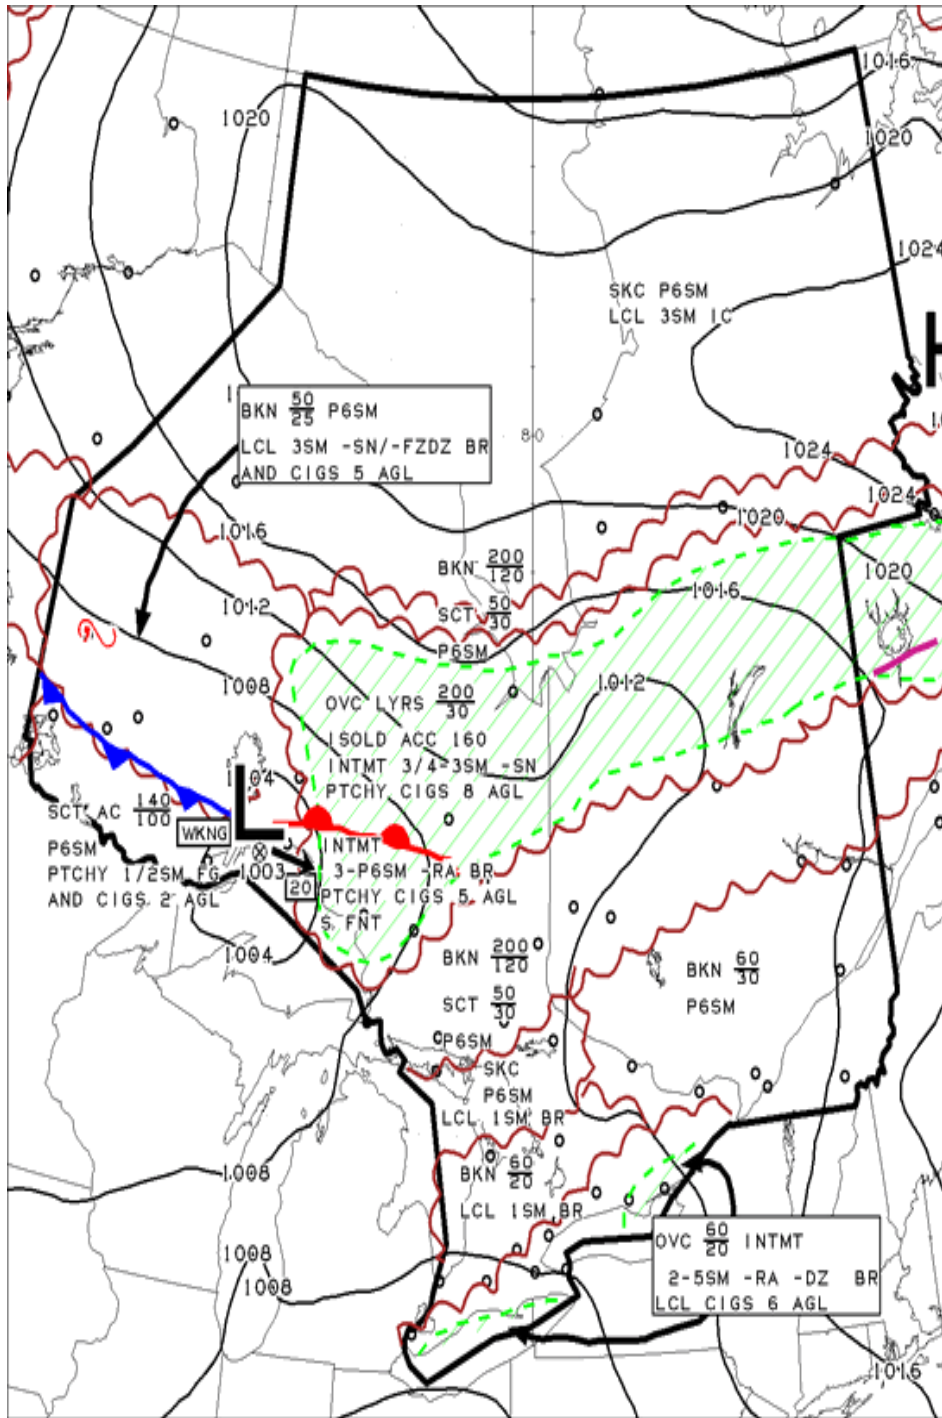 1016
1020
1020
1024
SKC P6SM
LCL 3SM IC
H
BKN 50/25 P6SM
LCL 3SM -SN/-FZDZ BR
AND CIGS 5 AGL
80
1024
1024
1020
1016
BKN 200/120
1020
1016
1012
SCT 50/30
P6SM
1008
1012
OVC LYRS 200/30
ISOLD ACC 160
INTMT 3/4-3SM -SN
PTCHY CIGS 8 AGL
L
SCT AC 140/100
P6SM
PTCHY 1/2SM FG
AND CIGS 2 AGL
WKNG
1003
20
INTMT
3-P6SM -RA BR
PTCHY CIGS 5 AGL
S FNT
1004
BKN 200/120
SCT 50/30
P6SM
BKN 60/30
P6SM
SKC
P6SM
LCL 1SM BR
1008
BKN 60/20
LCL 1SM BR
1008
1008
OVC 60/20 INTMT
2-5SM -RA -DZ BR
LCL CIGS 6 AGL
1016